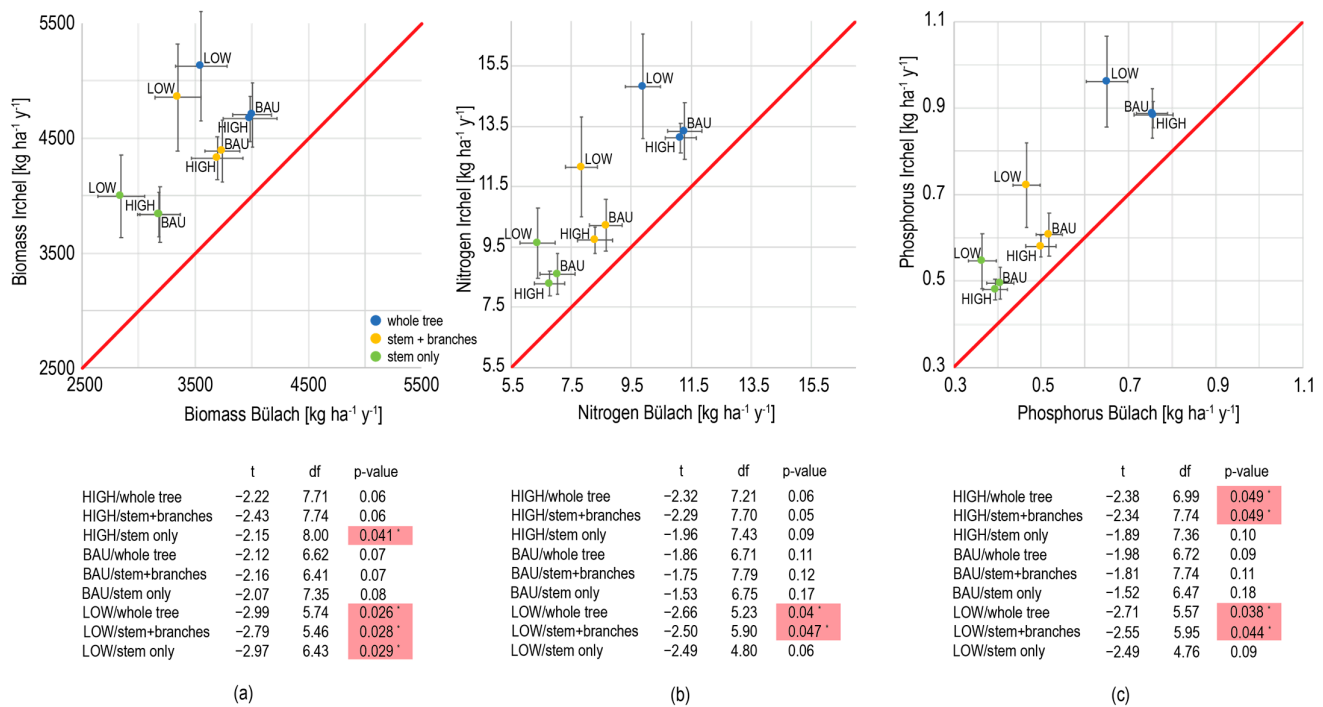 5500
4500
3500
2500
2500 3500 4500 5500
Biomass Irchel [kg ha⁻¹ y⁻¹]
Biomass Bülach [kg ha⁻¹ y⁻¹]
LOW
LOW
BAU
HIGH
BAU
HIGH
LOW
HIGH
BAU
whole tree
stem + branches
stem only
15.5
13.5
11.5
9.5
7.5
5.5
5.5 7.5 9.5 11.5 13.5 15.5
Nitrogen Irchel [kg ha⁻¹ y⁻¹]
Nitrogen Bülach [kg ha⁻¹ y⁻¹]
LOW
BAU
HIGH
LOW
BAU
HIGH
LOW
BAU
HIGH
1.1
0.9
0.7
0.5
0.3
0.3 0.5 0.7 0.9 1.1
Phosphorus Irchel [kg ha⁻¹ y⁻¹]
Phosphorus Bülach [kg ha⁻¹ y⁻¹]
LOW
BAU
HIGH
LOW
BAU
HIGH
LOW
BAU
HIGH
t df p-value
HIGH/whole tree −2.22 7.71 0.06
HIGH/stem+branches −2.43 7.74 0.06
HIGH/stem only −2.15 8.00 0.041 *
BAU/whole tree −2.12 6.62 0.07
BAU/stem+branches −2.16 6.41 0.07
BAU/stem only −2.07 7.35 0.08
LOW/whole tree −2.99 5.74 0.026 *
LOW/stem+branches −2.79 5.46 0.028 *
LOW/stem only −2.97 6.43 0.029 *
(a)
t df p-value
HIGH/whole tree −2.32 7.21 0.06
HIGH/stem+branches −2.29 7.70 0.05
HIGH/stem only −1.96 7.43 0.09
BAU/whole tree −1.86 6.71 0.11
BAU/stem+branches −1.75 7.79 0.12
BAU/stem only −1.53 6.75 0.17
LOW/whole tree −2.66 5.23 0.04 *
LOW/stem+branches −2.50 5.90 0.047 *
LOW/stem only −2.49 4.80 0.06
(b)
t df p-value
HIGH/whole tree −2.38 6.99 0.049 *
HIGH/stem+branches −2.34 7.74 0.049 *
HIGH/stem only −1.89 7.36 0.10
BAU/whole tree −1.98 6.72 0.09
BAU/stem+branches −1.81 7.74 0.11
BAU/stem only −1.52 6.47 0.18
LOW/whole tree −2.71 5.57 0.038 *
LOW/stem+branches −2.55 5.95 0.044 *
LOW/stem only −2.49 4.76 0.09
(c)